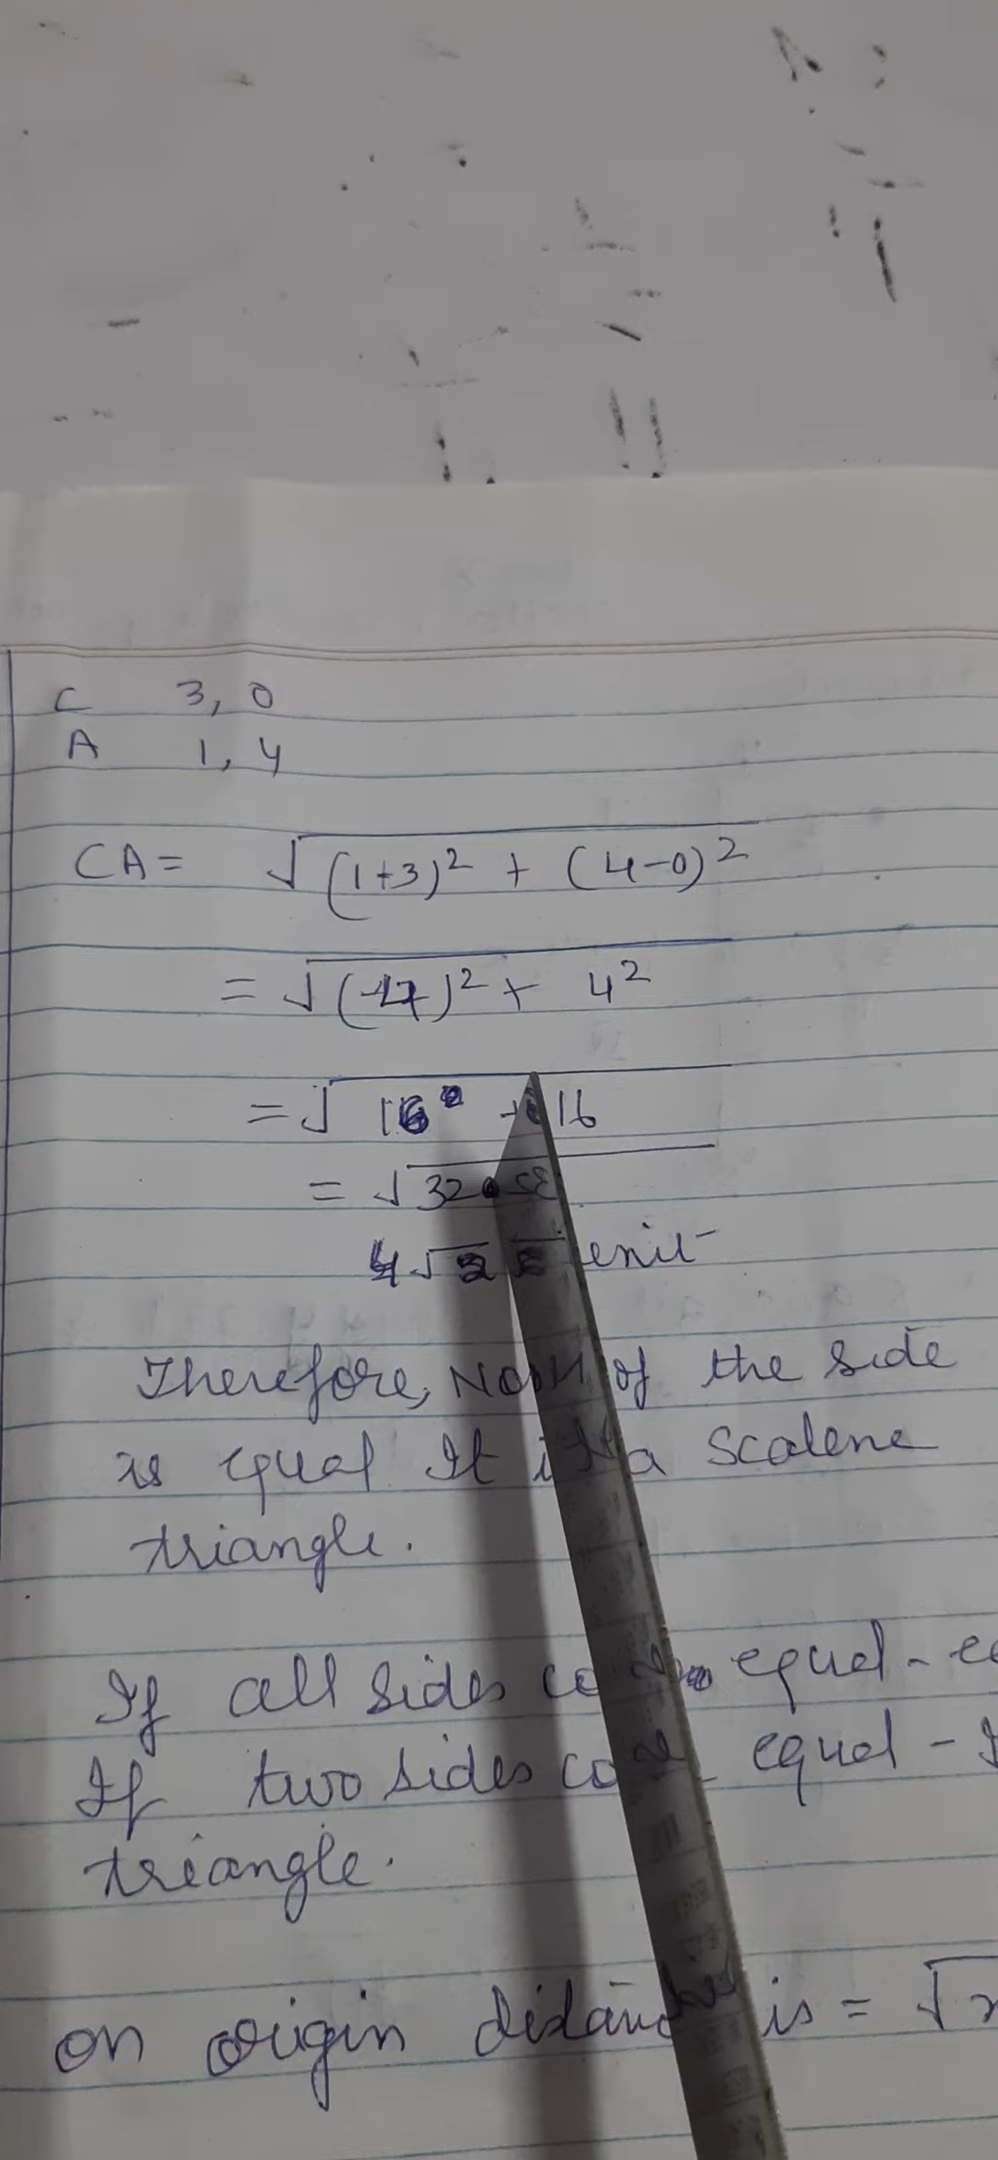 C 3, 0
A 1, 4
CA = √(1+3)² + (4-0)²
= √( )² + 4²
= √16 + 16
= √32
4√2 unit
Therefore, of the side
is equal It is a scalene
triangle.
If all sides equal -
If two sides equal -
triangle.
on origin distance is = √